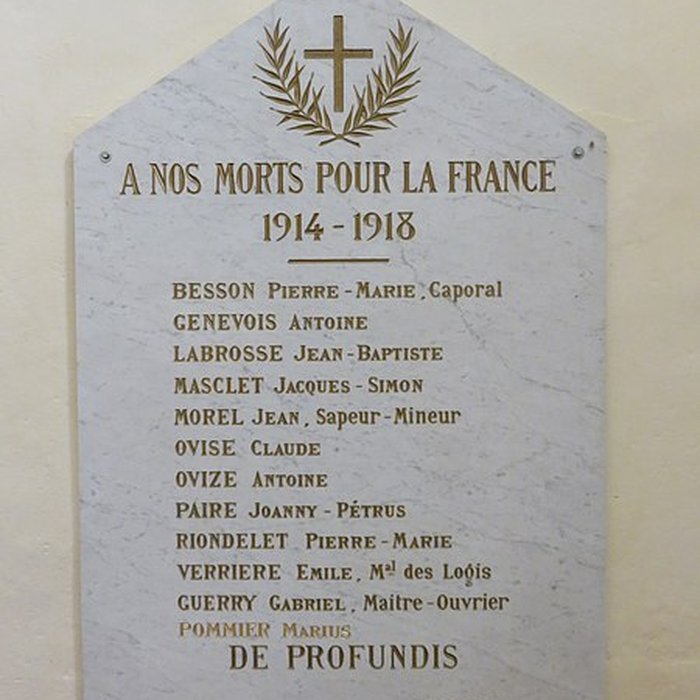 A NOS MORTS POUR LA FRANCE
1914 - 1918
BESSON PIERRE - MARIE, Caporal
GENEVOIS ANTOINE
LABROSSE JEAN - BAPTISTE
MASCLET JACQUES - SIMON
MOREL JEAN, Sapeur - Mineur
OVISE CLAUDE
OVIZE ANTOINE
PAIRE JOANNY - PÉTRUS
RIONDELET PIERRE - MARIE
VERRIERE EMILE, Mal des Logis
GUERRY GABRIEL, Maitre - Ouvrier
POMMIER MARIUS
DE PROFUNDIS